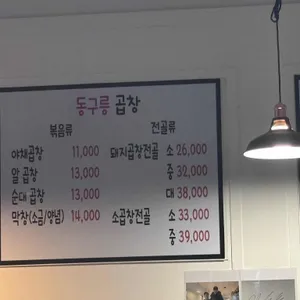 동구릉 곱창
볶음류 전골류
야채곱창 11,000 돼지곱창전골 소 26,000
알 곱창 13,000 중 32,000
순대 곱창 13,000 대 38,000
막창(소금/양념) 14,000 소곱창전골 소 33,000
중 39,000